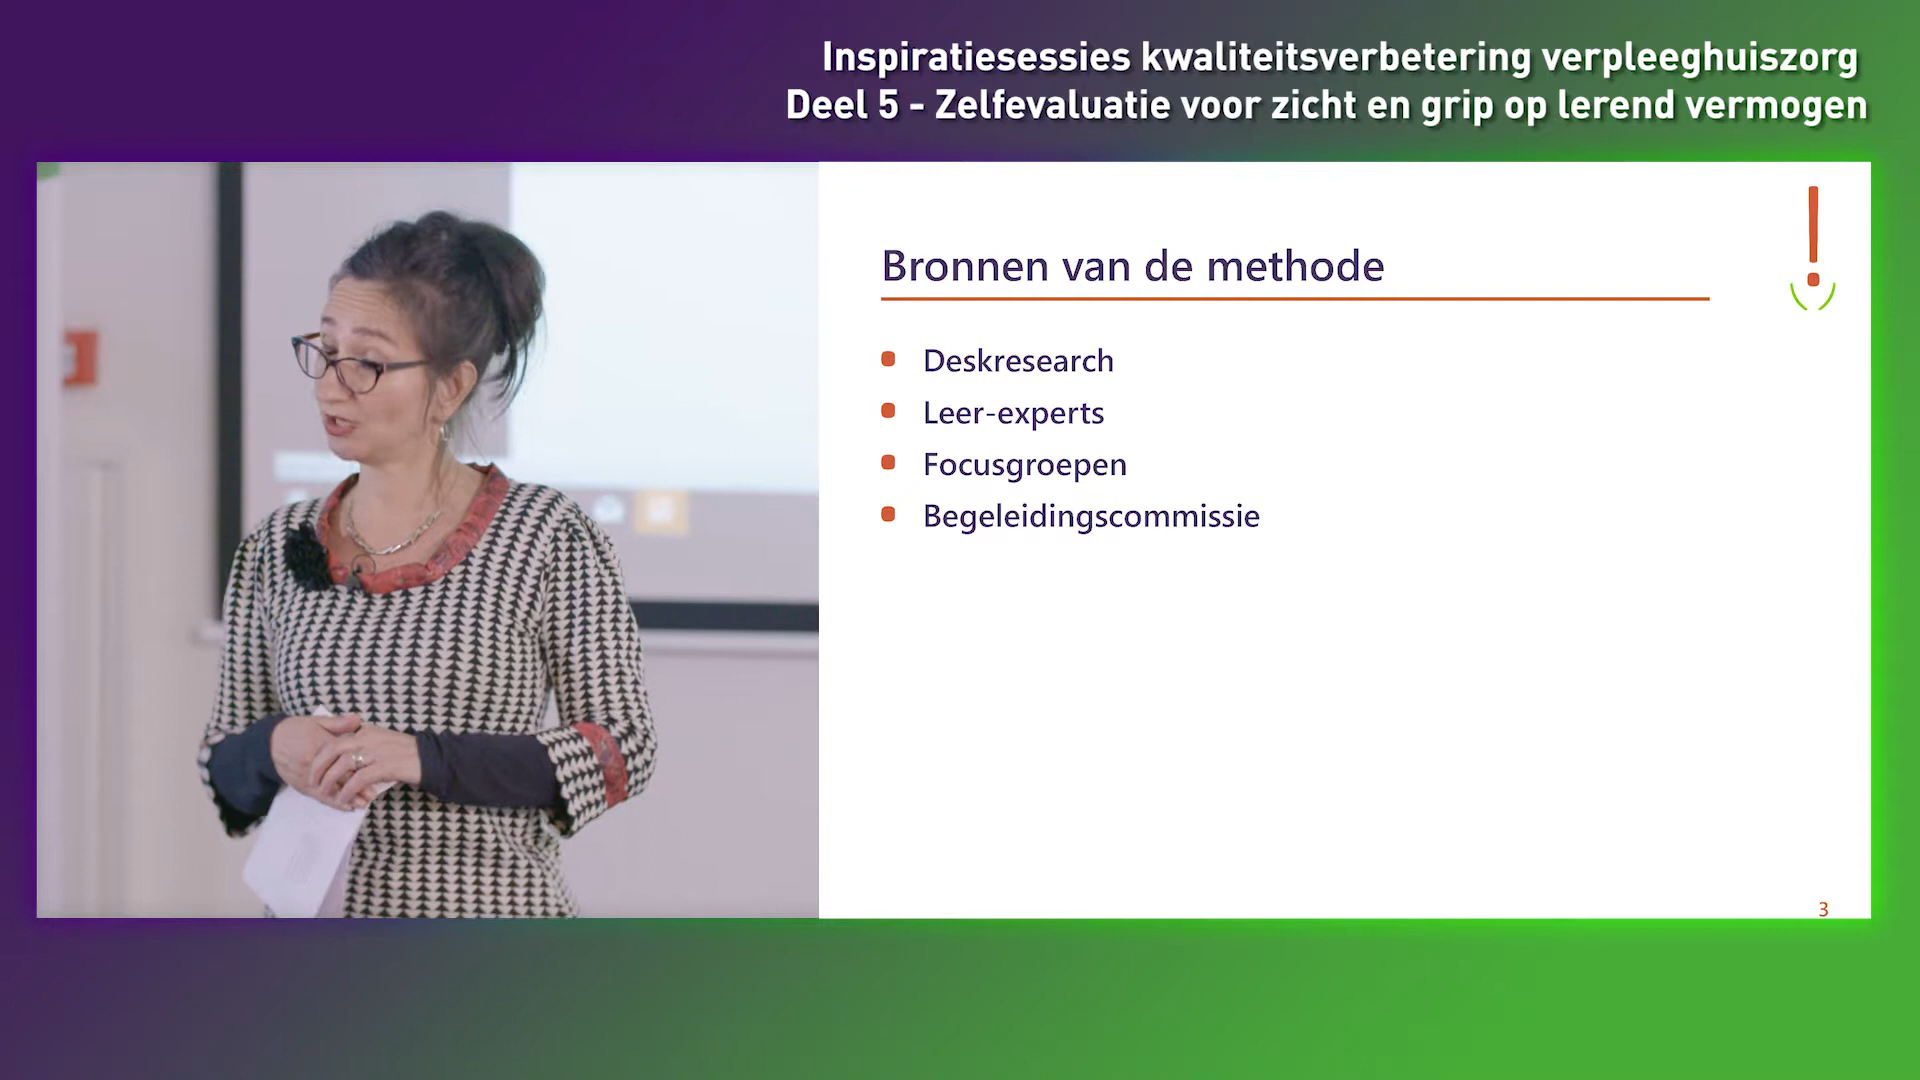 Inspiratiesessies kwaliteitsverbetering verpleeghuiszorg
Deel 5 - Zelfevaluatie voor zicht en grip op lerend vermogen
Bronnen van de methode
Deskresearch
Leer-experts
Focusgroepen
Begeleidingscommissie
3